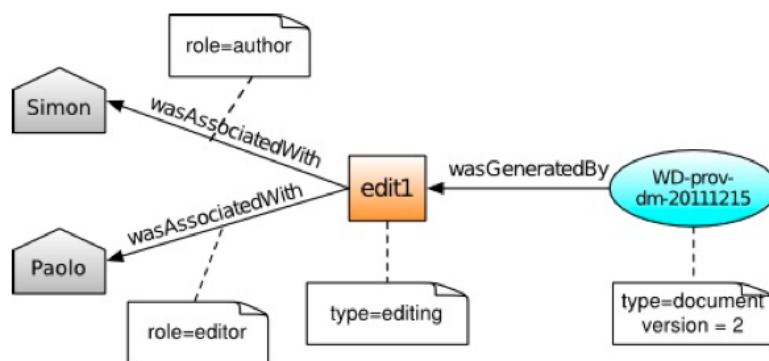 role=author
Simon
wasAssociatedWith
edit1
wasGeneratedBy
WD-prov-
dm-20111215
wasAssociatedWith
Paolo
role=editor
type=editing
type=document
version = 2